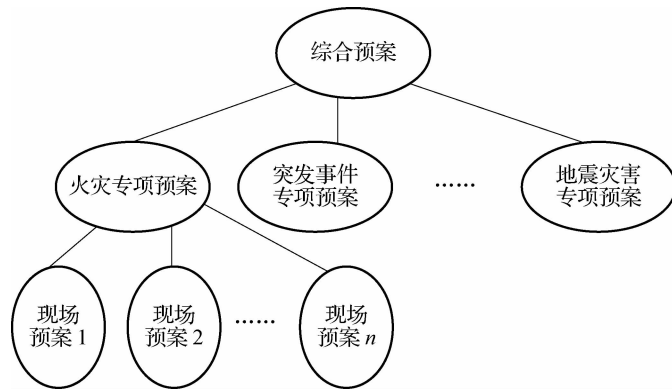 综合预案
火灾专项预案
突发事件
专项预案
……
地震灾害
专项预案
现场
预案1
现场
预案2
……
现场
预案n